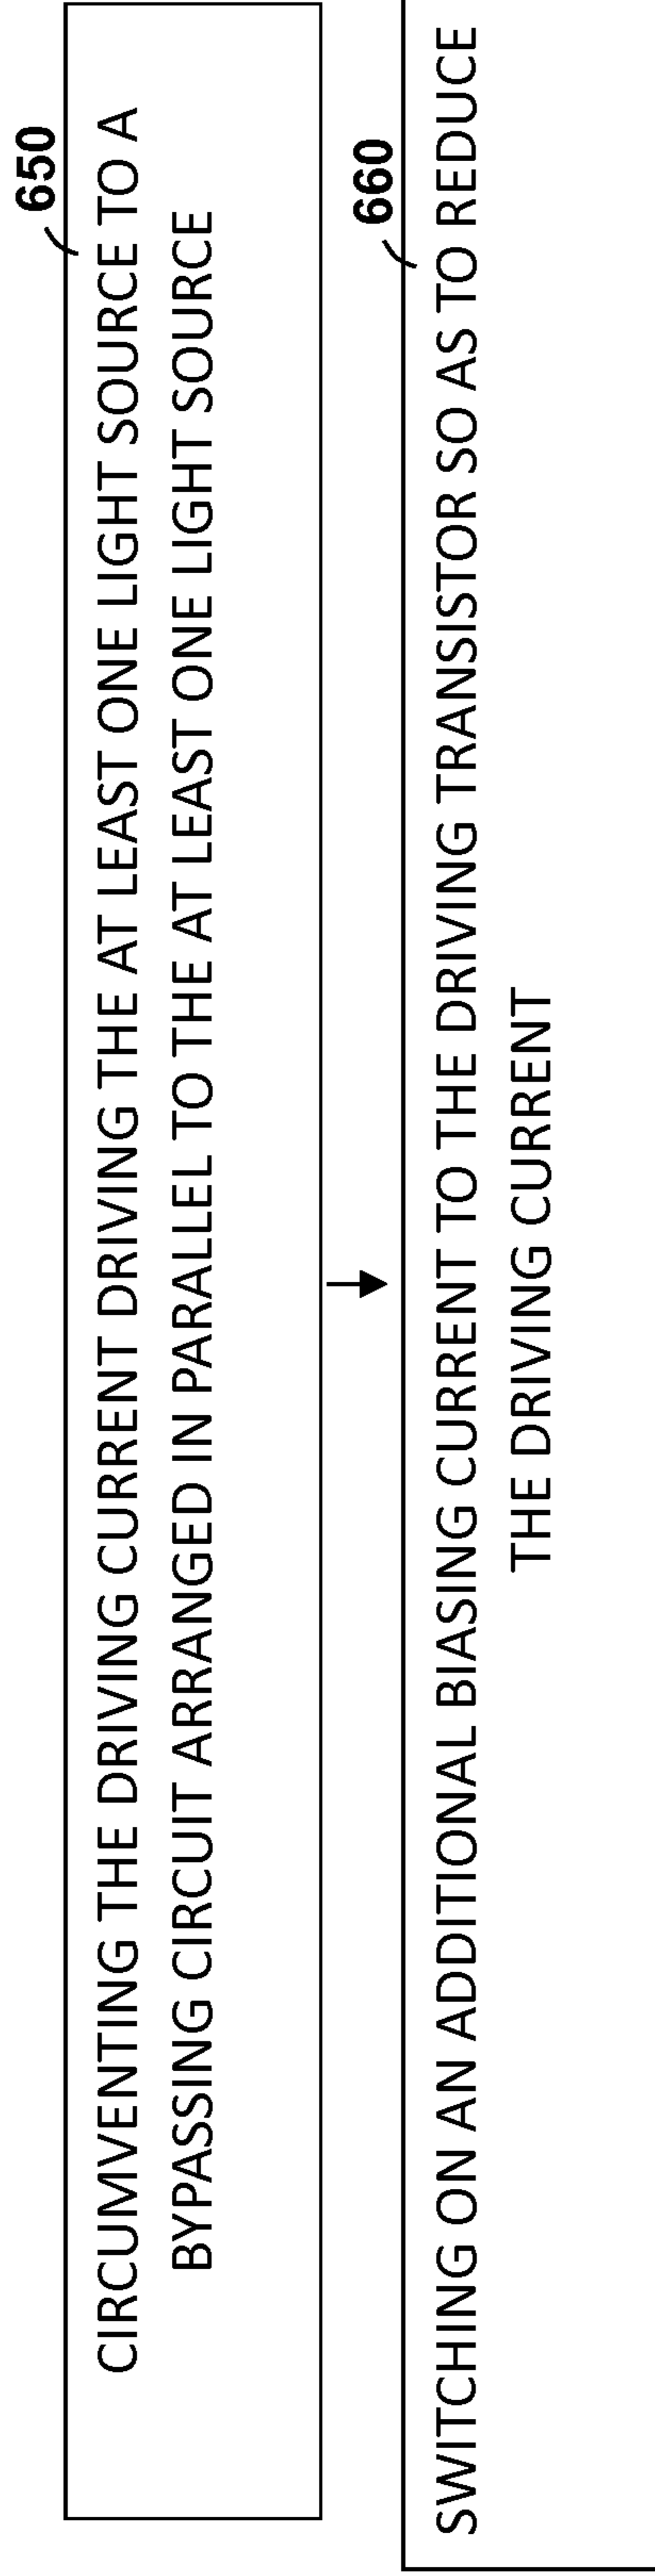 650
CIRCUMVENTING THE DRIVING CURRENT DRIVING THE AT LEAST ONE LIGHT SOURCE TO A
BYPASSING CIRCUIT ARRANGED IN PARALLEL TO THE AT LEAST ONE LIGHT SOURCE
660
SWITCHING ON AN ADDITIONAL BIASING CURRENT TO THE DRIVING TRANSISTOR SO AS TO REDUCE
THE DRIVING CURRENT